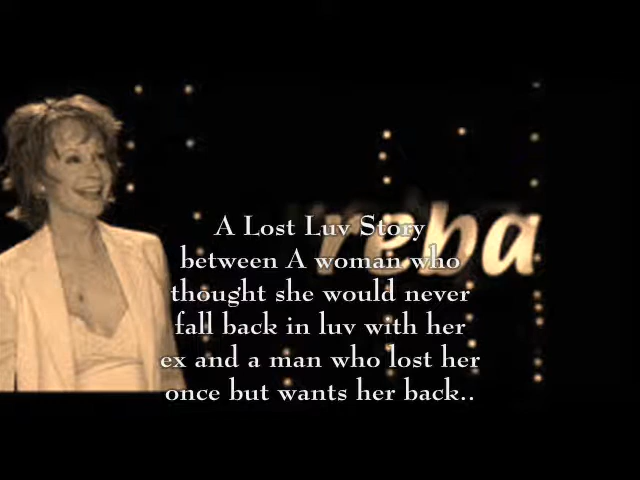 reba
A Lost Luv Story
between A woman who
thought she would never
fall back in luv with her
ex and a man who lost her
once but wants her back..